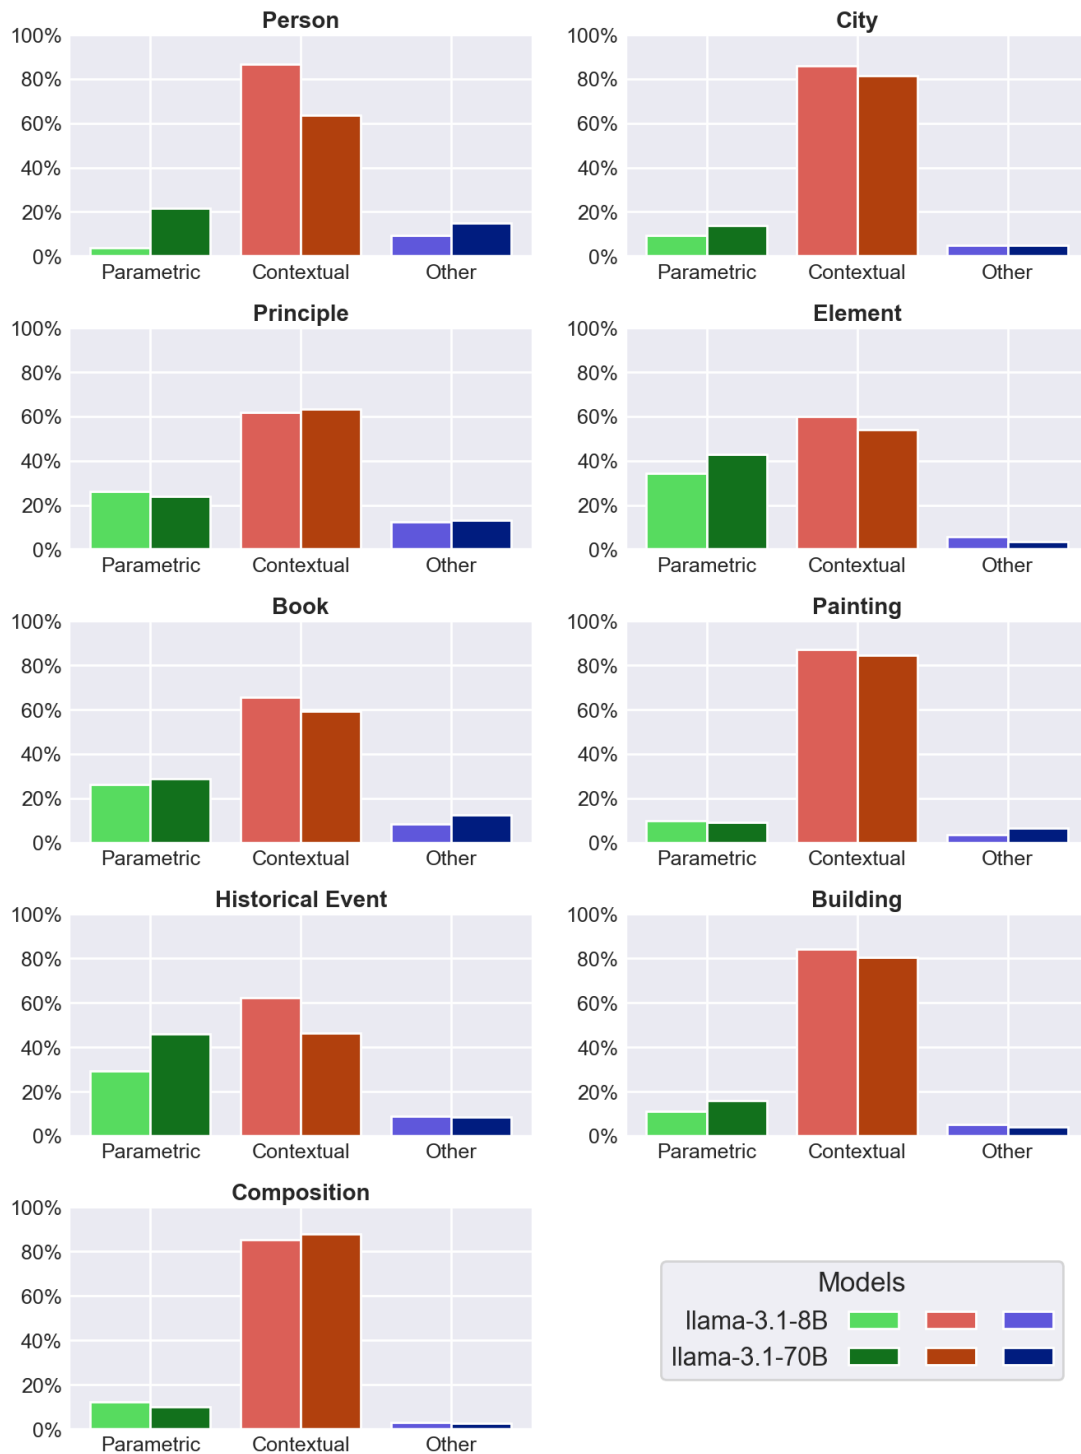 Person
100%
80%
60%
40%
20%
0%
Parametric Contextual Other
City
100%
80%
60%
40%
20%
0%
Parametric Contextual Other
Principle
100%
80%
60%
40%
20%
0%
Parametric Contextual Other
Element
100%
80%
60%
40%
20%
0%
Parametric Contextual Other
Book
100%
80%
60%
40%
20%
0%
Parametric Contextual Other
Painting
100%
80%
60%
40%
20%
0%
Parametric Contextual Other
Historical Event
100%
80%
60%
40%
20%
0%
Parametric Contextual Other
Building
100%
80%
60%
40%
20%
0%
Parametric Contextual Other
Composition
100%
80%
60%
40%
20%
0%
Parametric Contextual Other
Models
llama-3.1-8B
llama-3.1-70B